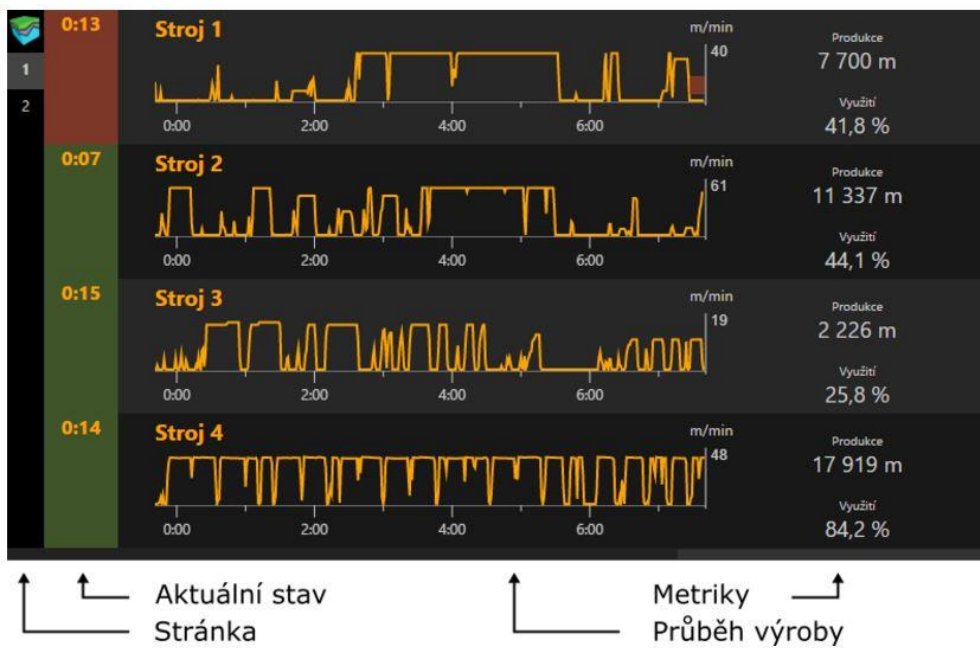 0:13 Stroj 1 m/min Produkce
40 7 700 m
1
2 Využití
0:00 2:00 4:00 6:00 41,8 %
0:07 Stroj 2 m/min Produkce
61 11 337 m
Využití
0:00 2:00 4:00 6:00 44,1 %
0:15 Stroj 3 m/min Produkce
19 2 226 m
Využití
0:00 2:00 4:00 6:00 25,8 %
0:14 Stroj 4 m/min Produkce
48 17 919 m
Využití
0:00 2:00 4:00 6:00 84,2 %
Aktuální stav Metriky
Stránka Průběh výroby